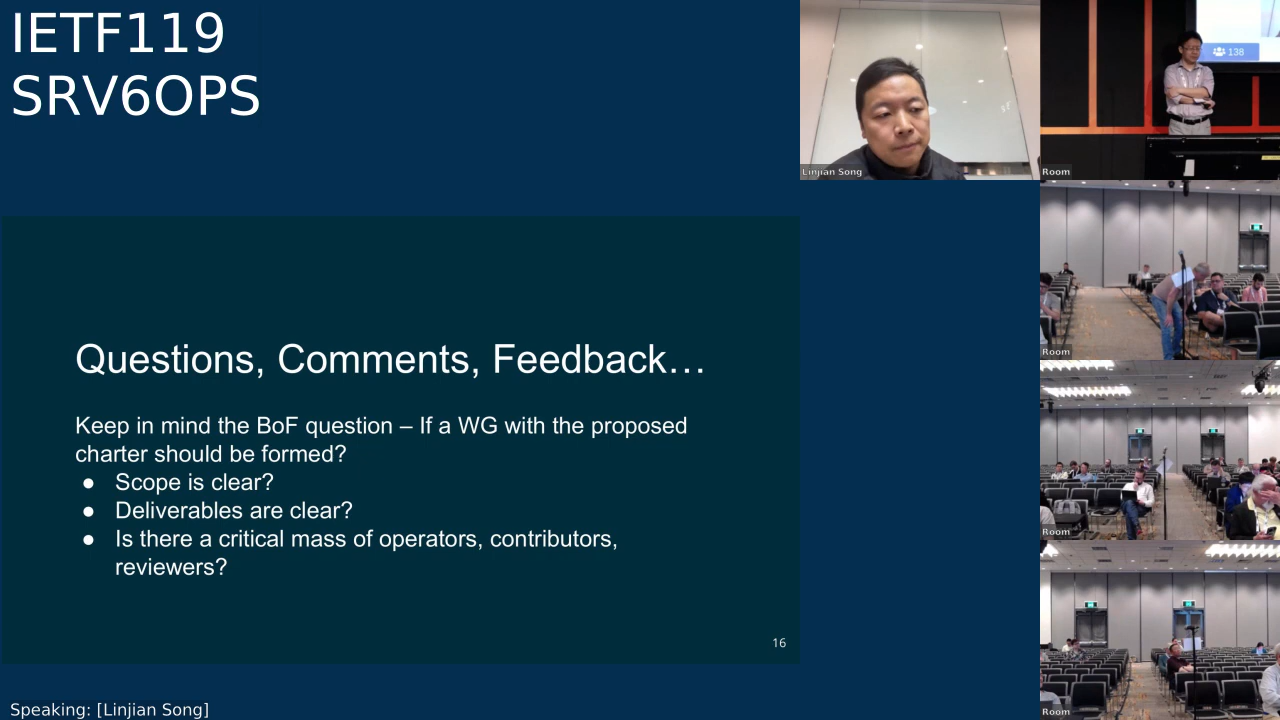 IETF119
SRV6OPS
Linjian Song
138
Room
Room
Room
Room
Questions, Comments, Feedback…
Keep in mind the BoF question – If a WG with the proposed
charter should be formed?
● Scope is clear?
● Deliverables are clear?
● Is there a critical mass of operators, contributors,
reviewers?
16
Speaking: [Linjian Song]